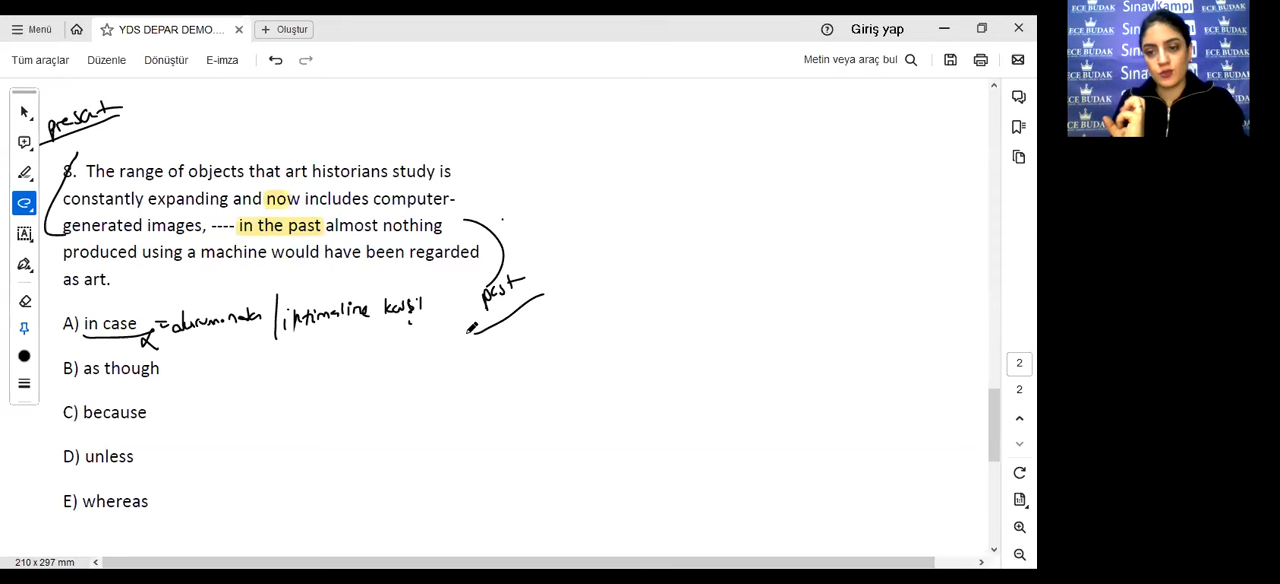 Menü
YDS DEPAR DEMO....
Oluştur
Giriş yap
Tüm araçlar
Düzenle
Dönüştür
E-imza
Metin veya araç bul
SınavKampı
ECE BUDAK
present
8. The range of objects that art historians study is
constantly expanding and now includes computer-
generated images, ---- in the past almost nothing
produced using a machine would have been regarded
as art.
past
A) in case = durumunda / ihtimaline karşı
B) as though
C) because
D) unless
E) whereas
2
2
210 x 297 mm